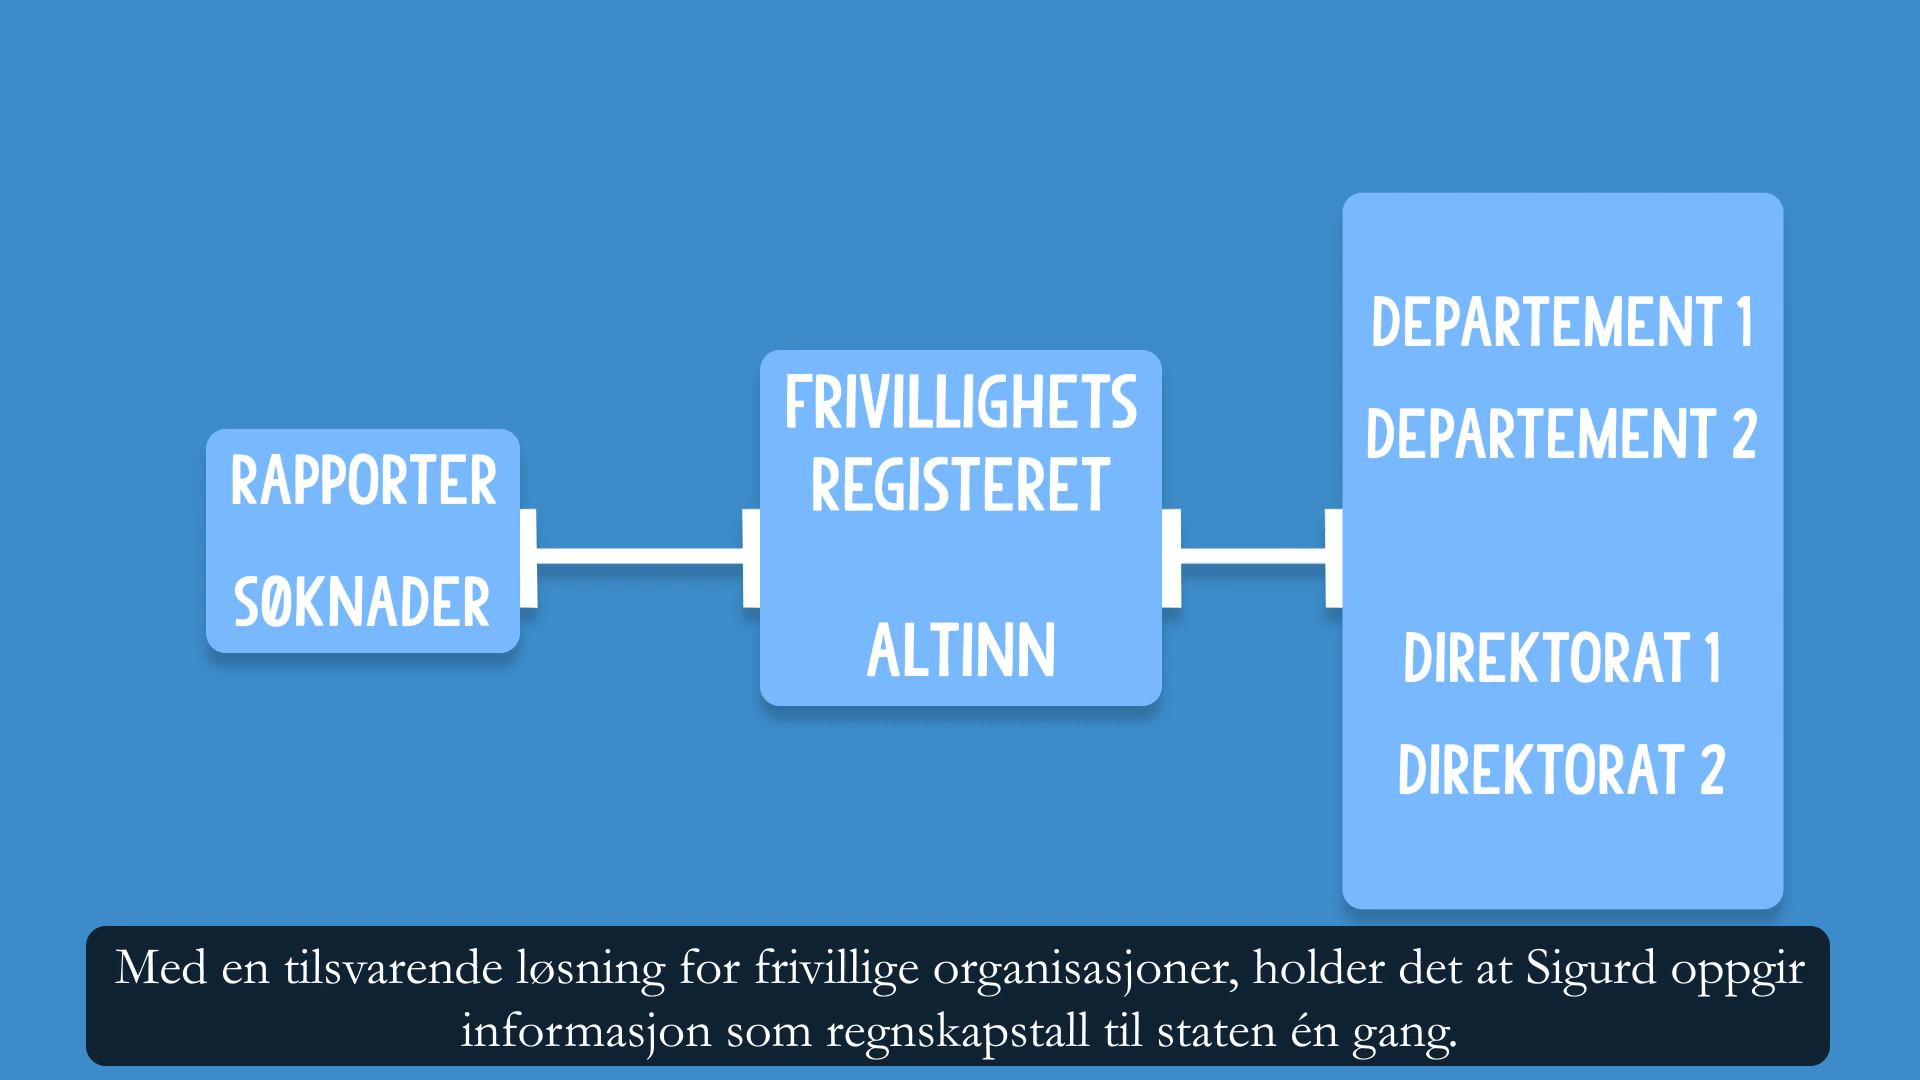 RAPPORTER
SØKNADER
FRIVILLIGHETS
REGISTERET
ALTINN
DEPARTEMENT 1
DEPARTEMENT 2
DIREKTORAT 1
DIREKTORAT 2
Med en tilsvarende løsning for frivillige organisasjoner, holder det at Sigurd oppgir
informasjon som regnskapstall til staten én gang.